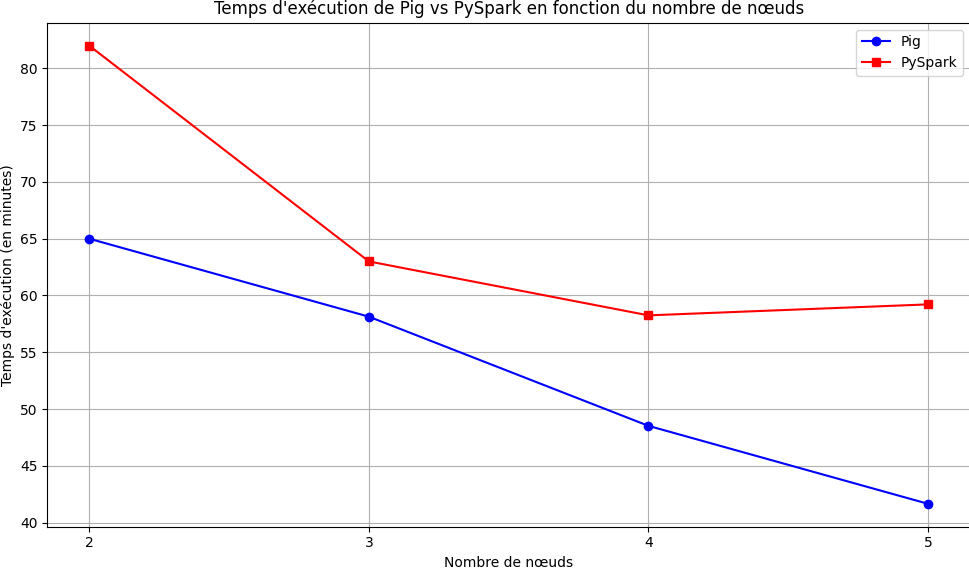 Temps d'exécution de Pig vs PySpark en fonction du nombre de nœuds
Pig
PySpark
Temps d'exécution (en minutes)
80
75
70
65
60
55
50
45
40
2 3 4 5
Nombre de nœuds